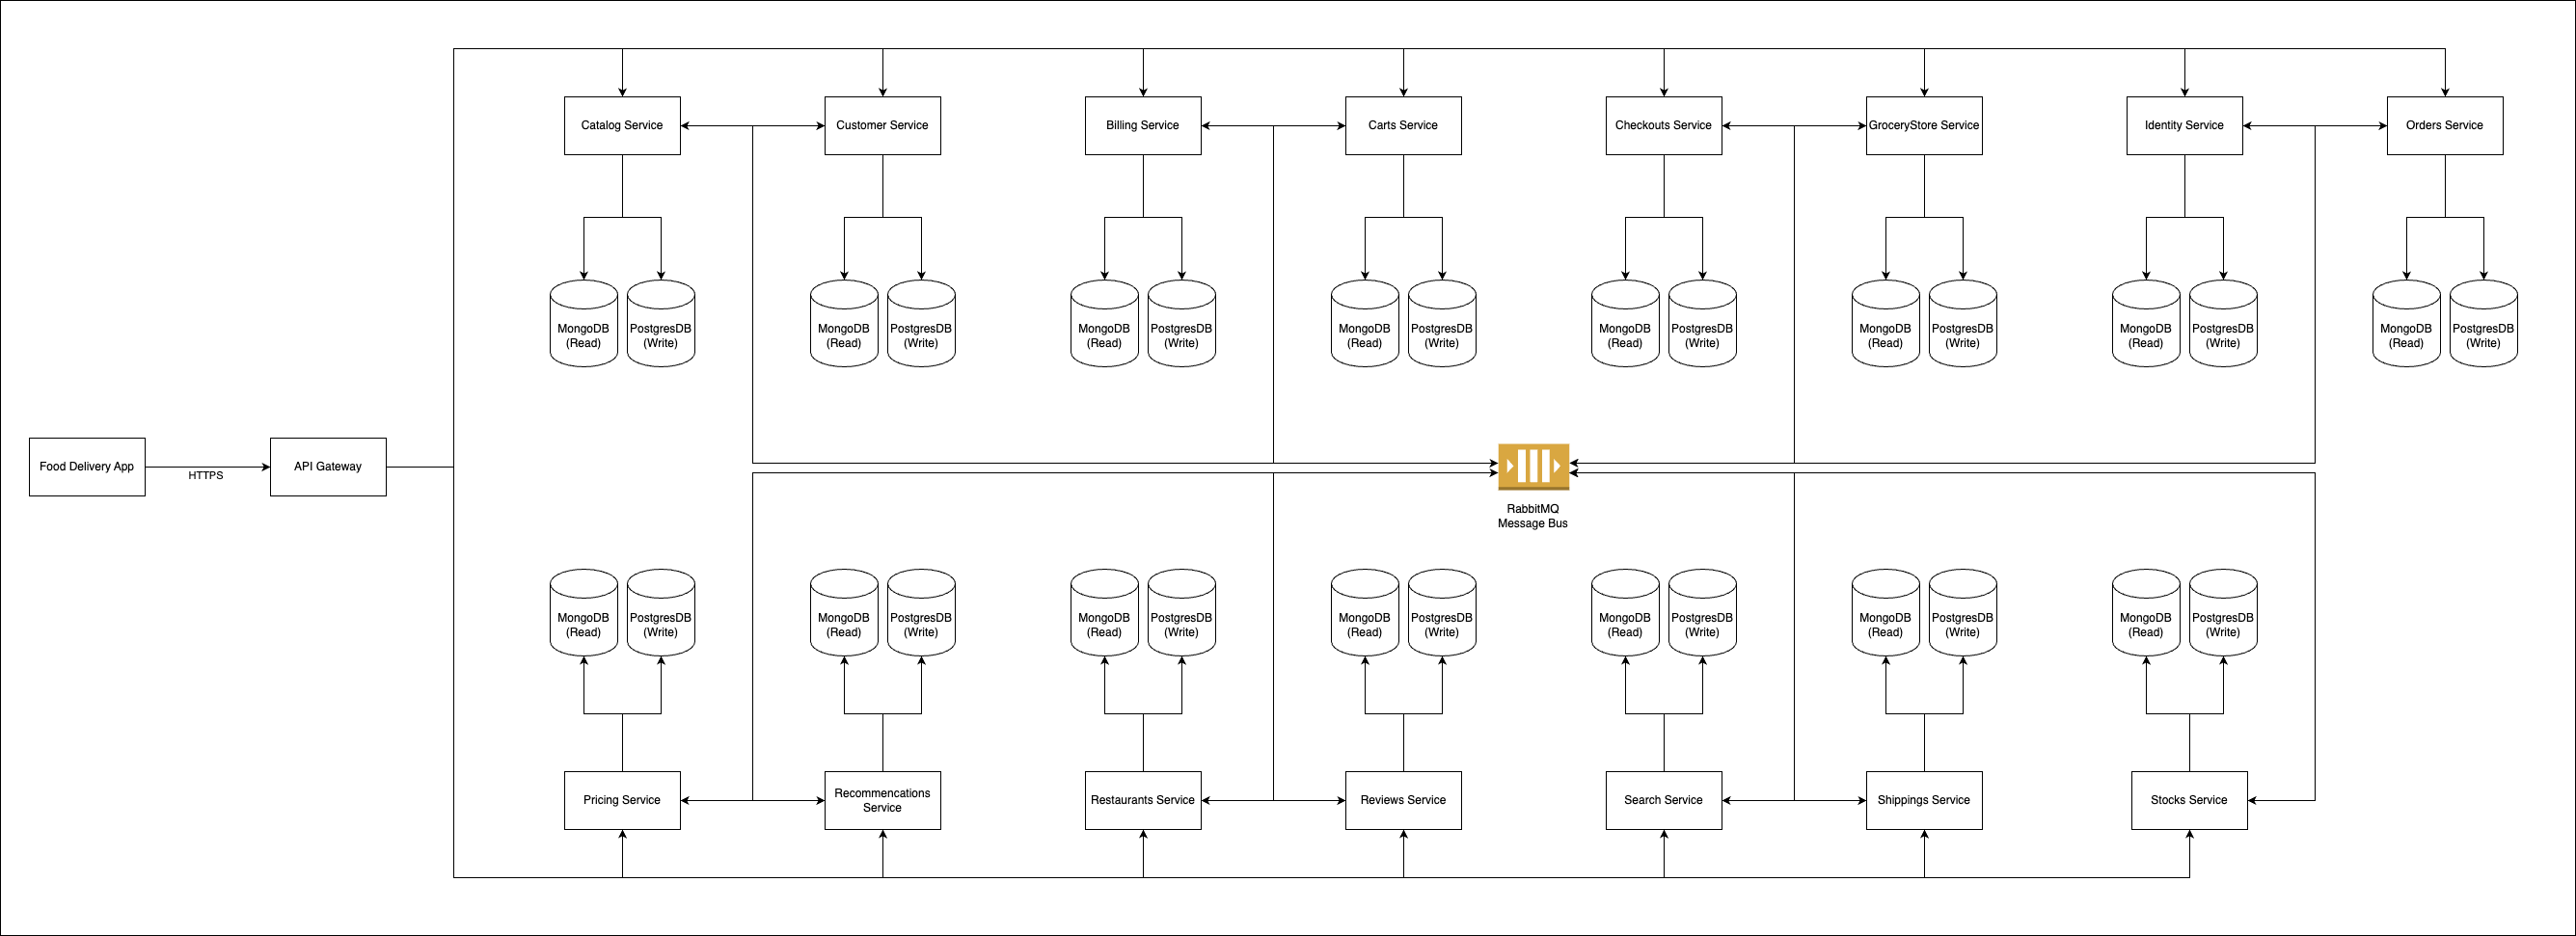 Catalog Service
Customer Service
Billing Service
Carts Service
Checkouts Service
GroceryStore Service
Identity Service
Orders Service
MongoDB
(Read)
PostgresDB
(Write)
MongoDB
(Read)
PostgresDB
(Write)
MongoDB
(Read)
PostgresDB
(Write)
MongoDB
(Read)
PostgresDB
(Write)
MongoDB
(Read)
PostgresDB
(Write)
MongoDB
(Read)
PostgresDB
(Write)
MongoDB
(Read)
PostgresDB
(Write)
MongoDB
(Read)
PostgresDB
(Write)
Food Delivery App
HTTPS
API Gateway
RabbitMQ
Message Bus
MongoDB
(Read)
PostgresDB
(Write)
MongoDB
(Read)
PostgresDB
(Write)
MongoDB
(Read)
PostgresDB
(Write)
MongoDB
(Read)
PostgresDB
(Write)
MongoDB
(Read)
PostgresDB
(Write)
MongoDB
(Read)
PostgresDB
(Write)
MongoDB
(Read)
PostgresDB
(Write)
Pricing Service
Recommencations
Service
Restaurants Service
Reviews Service
Search Service
Shippings Service
Stocks Service